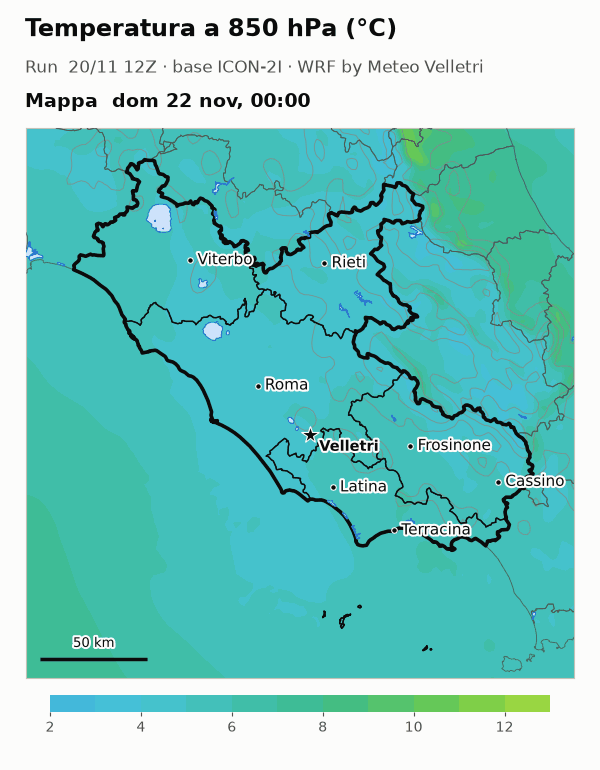 Temperatura a 850 hPa (°C)
Run  20/11 12Z · base ICON-2I · WRF by Meteo Velletri
Mappa  dom 22 nov, 00:00
Viterbo
Rieti
Roma
Velletri
Frosinone
Latina
Cassino
Terracina
50 km
2 4 6 8 10 12